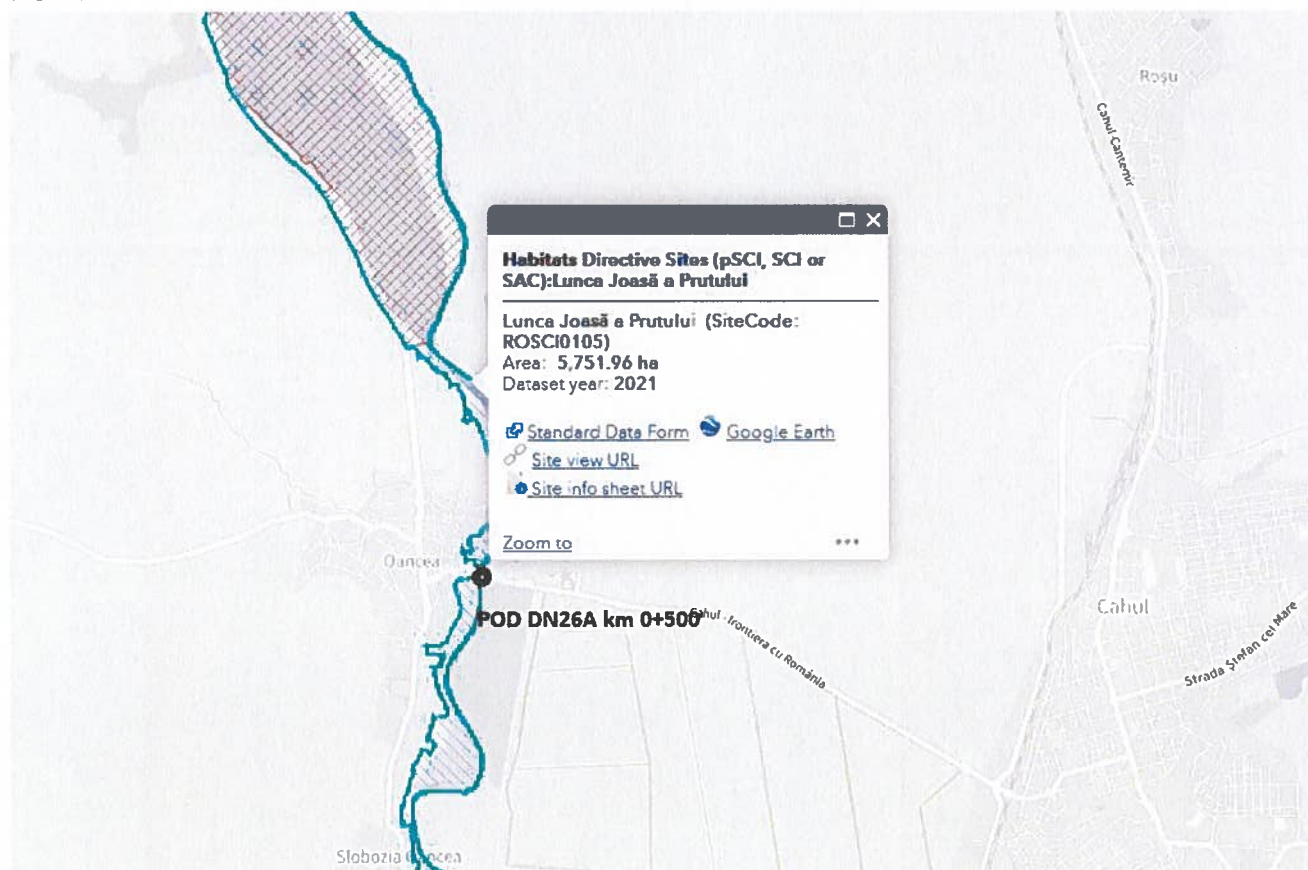 Roșu
Cahul Cantemir
Habitats Directive Sites (pSCI, SCI or
SAC):Lunca Joasă a Prutului
Lunca Joasă a Prutului (SiteCode:
ROSCI0105)
Area: 5,751.96 ha
Dataset year: 2021
Standard Data Form Google Earth
Site view URL
Site info sheet URL
Zoom to
Oancea
POD DN26A km 0+500
frontiera cu România
Cahul
Strada Ștefan cel Mare
Slobozia Oancea